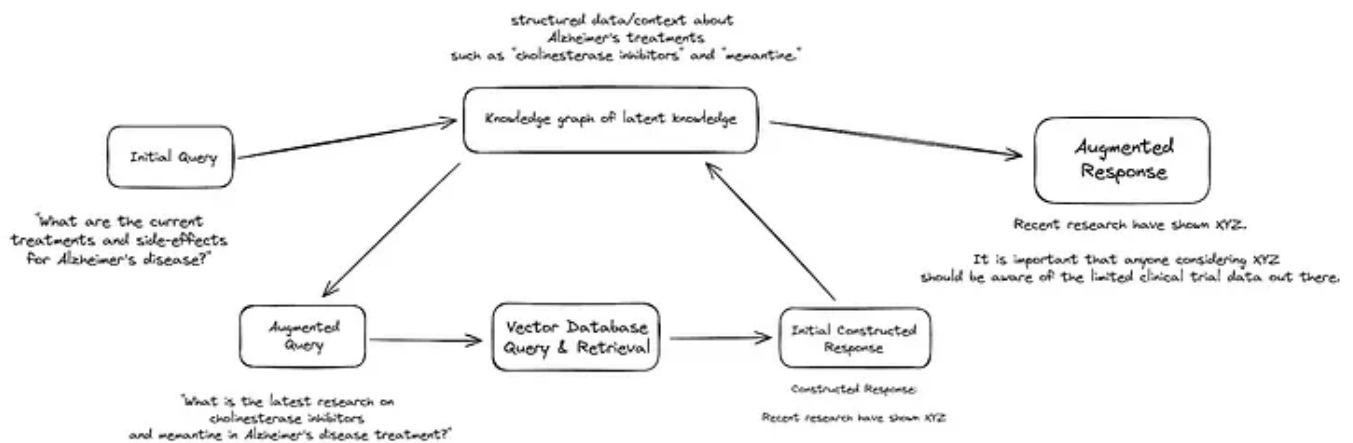 structured data/context about
Alzheimer's treatments
such as "cholinesterase inhibitors" and "memantine."
Knowledge graph of latent knowledge
Initial Query
Augmented
Response
"What are the current
treatments and side-effects
for Alzheimer's disease?"
Recent research have shown XYZ.
It is important that anyone considering XYZ
should be aware of the limited clinical trial data out there.
Augmented
Query
Vector Database
Query & Retrieval
Initial Constructed
Response
"What is the latest research on
cholinesterase inhibitors
and memantine in Alzheimer's disease treatment?"
Constructed Response:
Recent research have shown XYZ